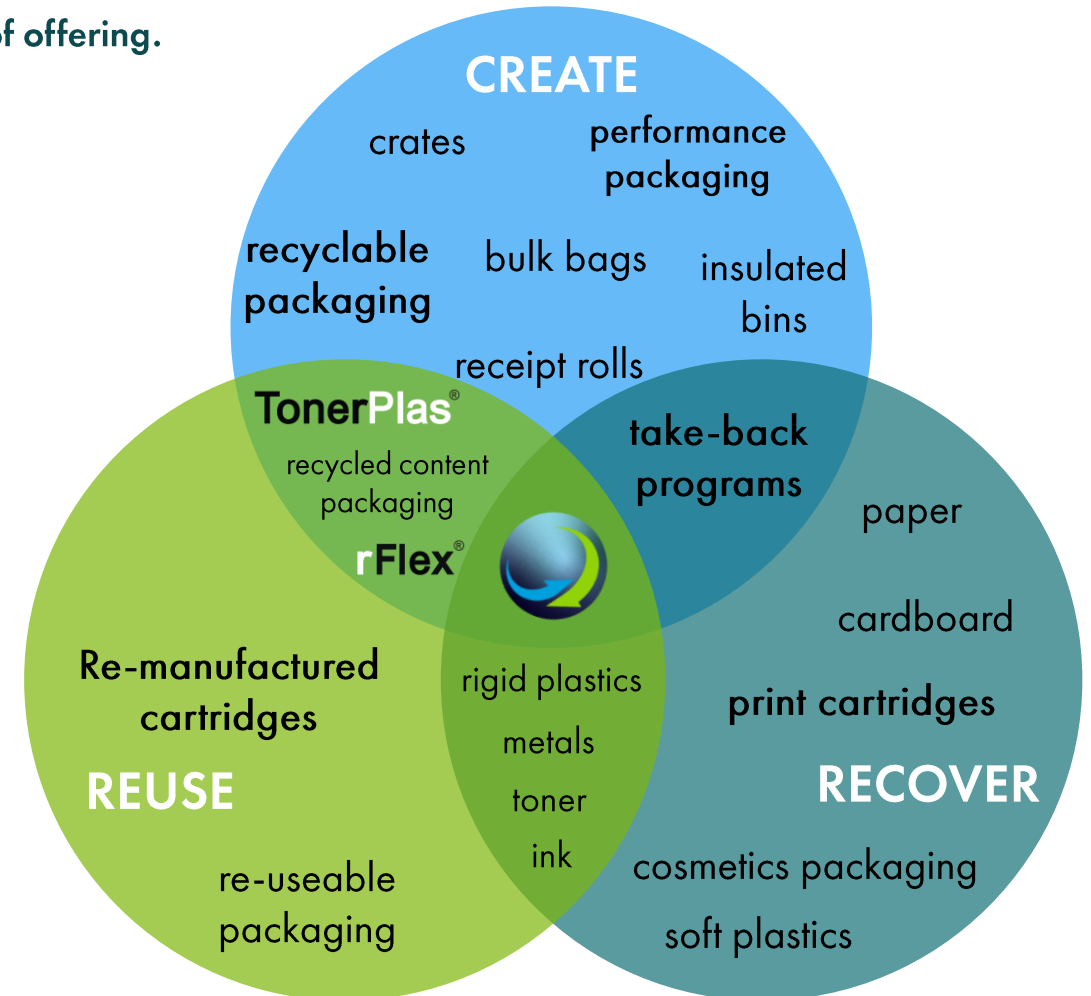 of offering.
CREATE
crates
performance
packaging
recyclable
packaging
bulk bags
insulated
bins
receipt rolls
TonerPlas®
recycled content
packaging
rFlex®
take-back
programs
paper
cardboard
print cartridges
RECOVER
cosmetics packaging
soft plastics
rigid plastics
metals
toner
ink
Re-manufactured
cartridges
REUSE
re-useable
packaging